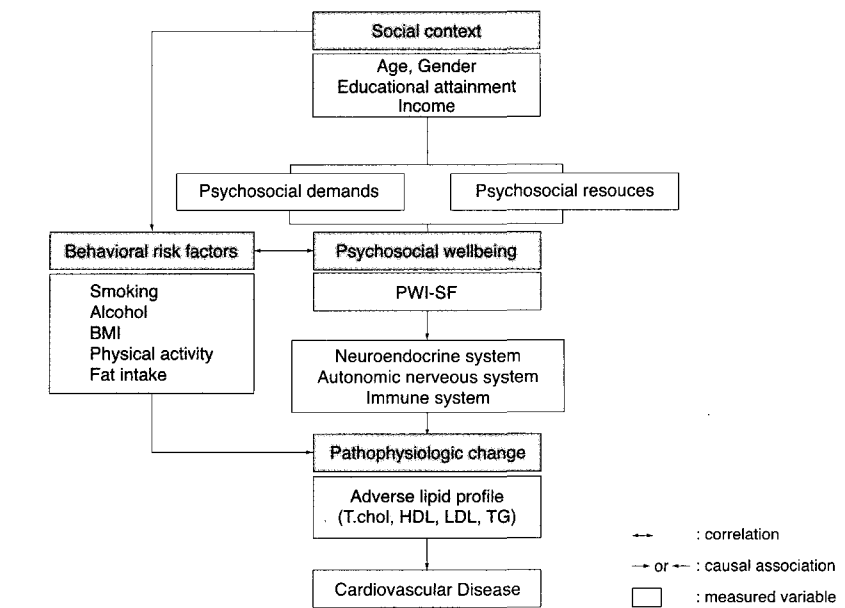 Social context
Age, Gender
Educational attainment
Income
Psychosocial demands
Psychosocial resouces
Behavioral risk factors
Psychosocial wellbeing
Smoking
Alcohol
BMI
Physical activity
Fat intake
PWI-SF
Neuroendocrine system
Autonomic nerveous system
Immune system
Pathophysiologic change
Adverse lipid profile
(T.chol, HDL, LDL, TG)
Cardiovascular Disease
: correlation
or : causal association
: measured variable